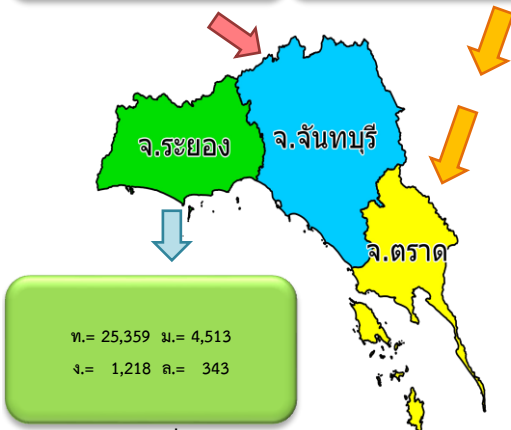 จ.ระยอง
จ.จันทบุรี
จ.ตราด
ท.= 25,359 ม.= 4,513
ง.= 1,218 ล.= 343